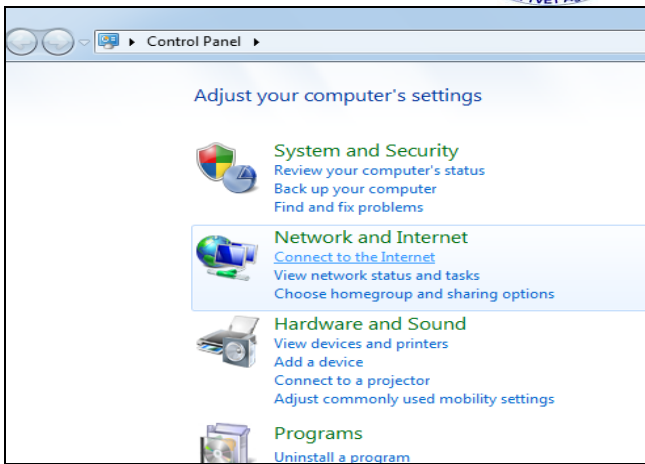 TVET
Control Panel
Adjust your computer's settings
System and Security
Review your computer's status
Back up your computer
Find and fix problems
Network and Internet
Connect to the Internet
View network status and tasks
Choose homegroup and sharing options
Hardware and Sound
View devices and printers
Add a device
Connect to a projector
Adjust commonly used mobility settings
Programs
Uninstall a program